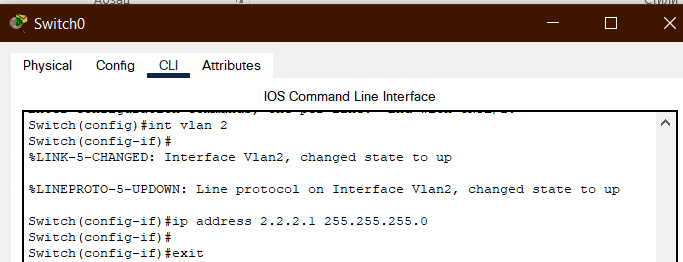 Switch0
Physical Config CLI Attributes
IOS Command Line Interface
Switch(config)#int vlan 2
Switch(config-if)#
%LINK-5-CHANGED: Interface Vlan2, changed state to up
%LINEPROTO-5-UPDOWN: Line protocol on Interface Vlan2, changed state to up
Switch(config-if)#ip address 2.2.2.1 255.255.255.0
Switch(config-if)#
Switch(config-if)#exit